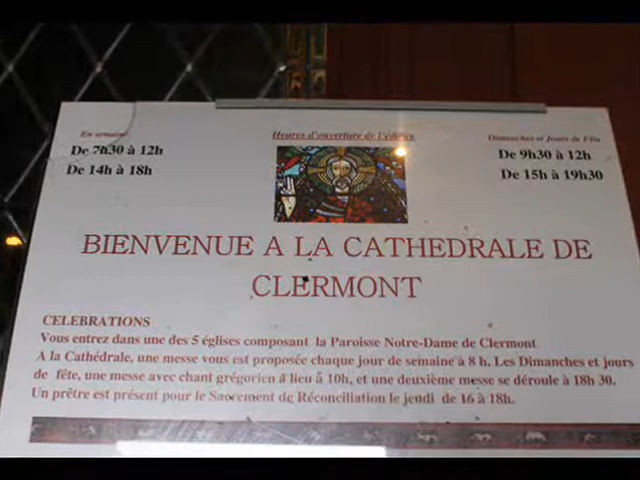 En semaine
Heures d'ouverture de l'édifice
Dimanches et Jours de Fête
De 7h30 à 12h
De 9h30 à 12h
De 14h à 18h
De 15h à 19h30
BIENVENUE A LA CATHEDRALE DE
CLERMONT
CELEBRATIONS
Vous entrez dans une des 5 églises composant la Paroisse Notre-Dame de Clermont
A la Cathédrale, une messe vous est proposée chaque jour de semaine à 8 h. Les Dimanches et jours
de fête, une messe avec chant grégorien a lieu à 10h, et une deuxième messe se déroule à 18h 30.
Un prêtre est présent pour le Sacrement de Réconciliation le jeudi de 16 à 18h.